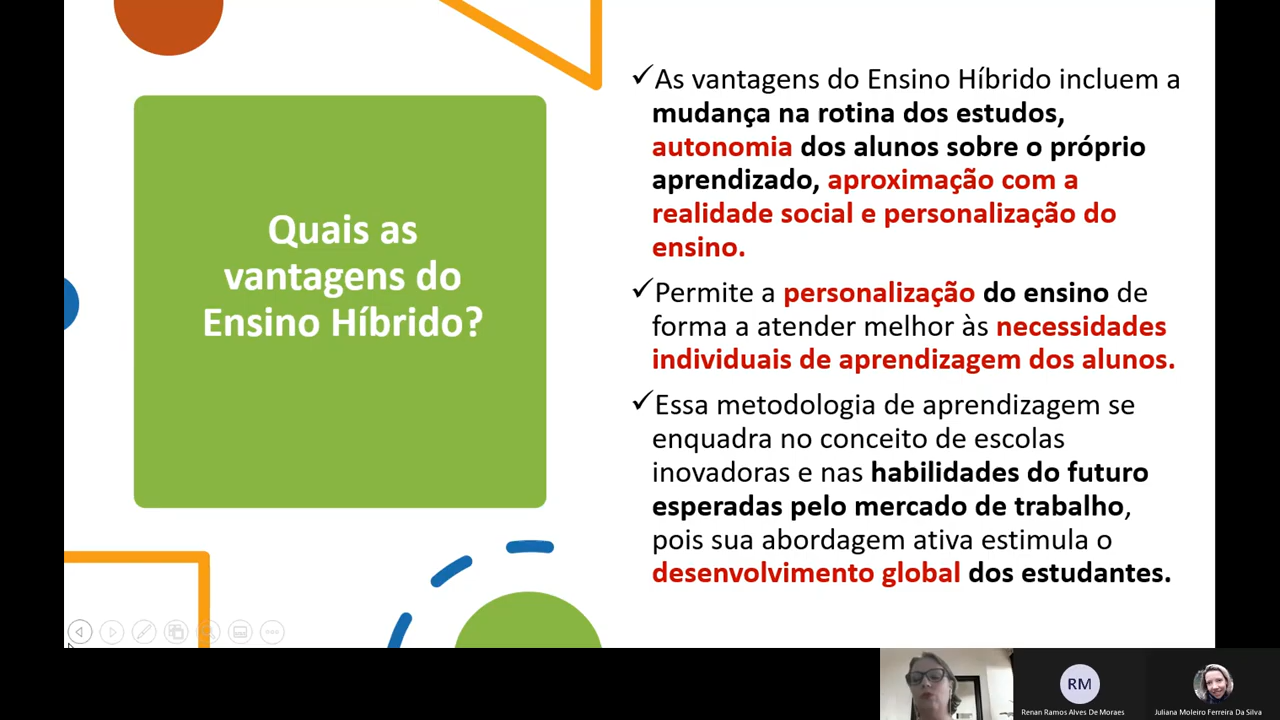 Quais as
vantagens do
Ensino Híbrido?
✓As vantagens do Ensino Híbrido incluem a
mudança na rotina dos estudos,
autonomia dos alunos sobre o próprio
aprendizado, aproximação com a
realidade social e personalização do
ensino.
✓Permite a personalização do ensino de
forma a atender melhor às necessidades
individuais de aprendizagem dos alunos.
✓Essa metodologia de aprendizagem se
enquadra no conceito de escolas
inovadoras e nas habilidades do futuro
esperadas pelo mercado de trabalho,
pois sua abordagem ativa estimula o
desenvolvimento global dos estudantes.
RM
Renan Ramos Alves De Moraes
Juliana Moleiro Ferreira Da Silva